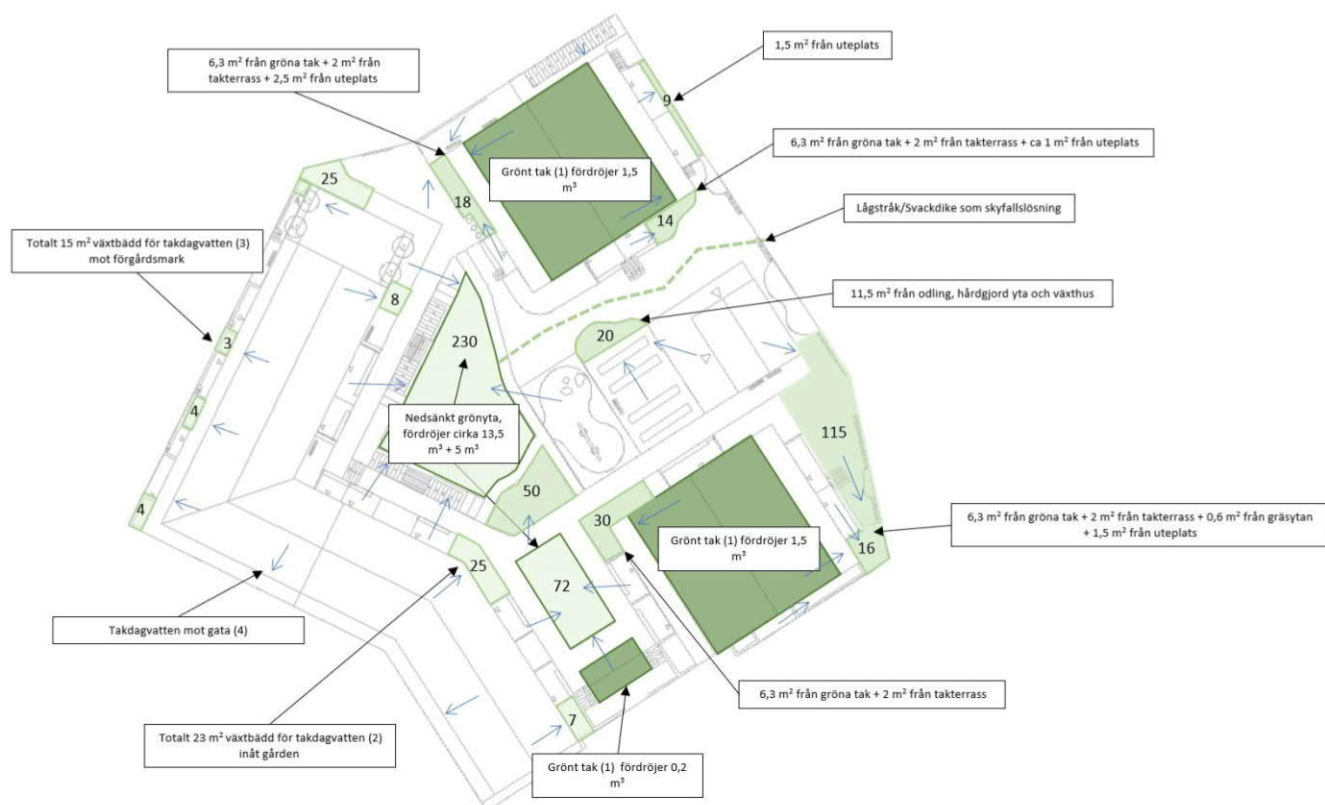 6,3 m² från gröna tak + 2 m² från
takterrass + 2,5 m² från uteplats
1,5 m² från uteplats
9
6,3 m² från gröna tak + 2 m² från takterrass + ca 1 m² från uteplats
Grönt tak (1) fördröjer 1,5
m³
25
18
14
Lågstråk/Svackdike som skyfallslösning
Totalt 15 m² växtbädd för takdagvatten (3)
mot förgårdsmark
8
11,5 m² från odling, hårdgjord yta och växthus
3
230
20
4
Nedsänkt grönyta,
fördröjer cirka 13,5
m³ + 5 m³
115
50
4
30
6,3 m² från gröna tak + 2 m² från takterrass + 0,6 m² från gräsytan
+ 1,5 m² från uteplats
Grönt tak (1) fördröjer 1,5
m³
16
25
72
Takdagvatten mot gata (4)
6,3 m² från gröna tak + 2 m² från takterrass
7
Totalt 23 m² växtbädd för takdagvatten (2)
inåt gården
Grönt tak (1)  fördröjer 0,2
m³